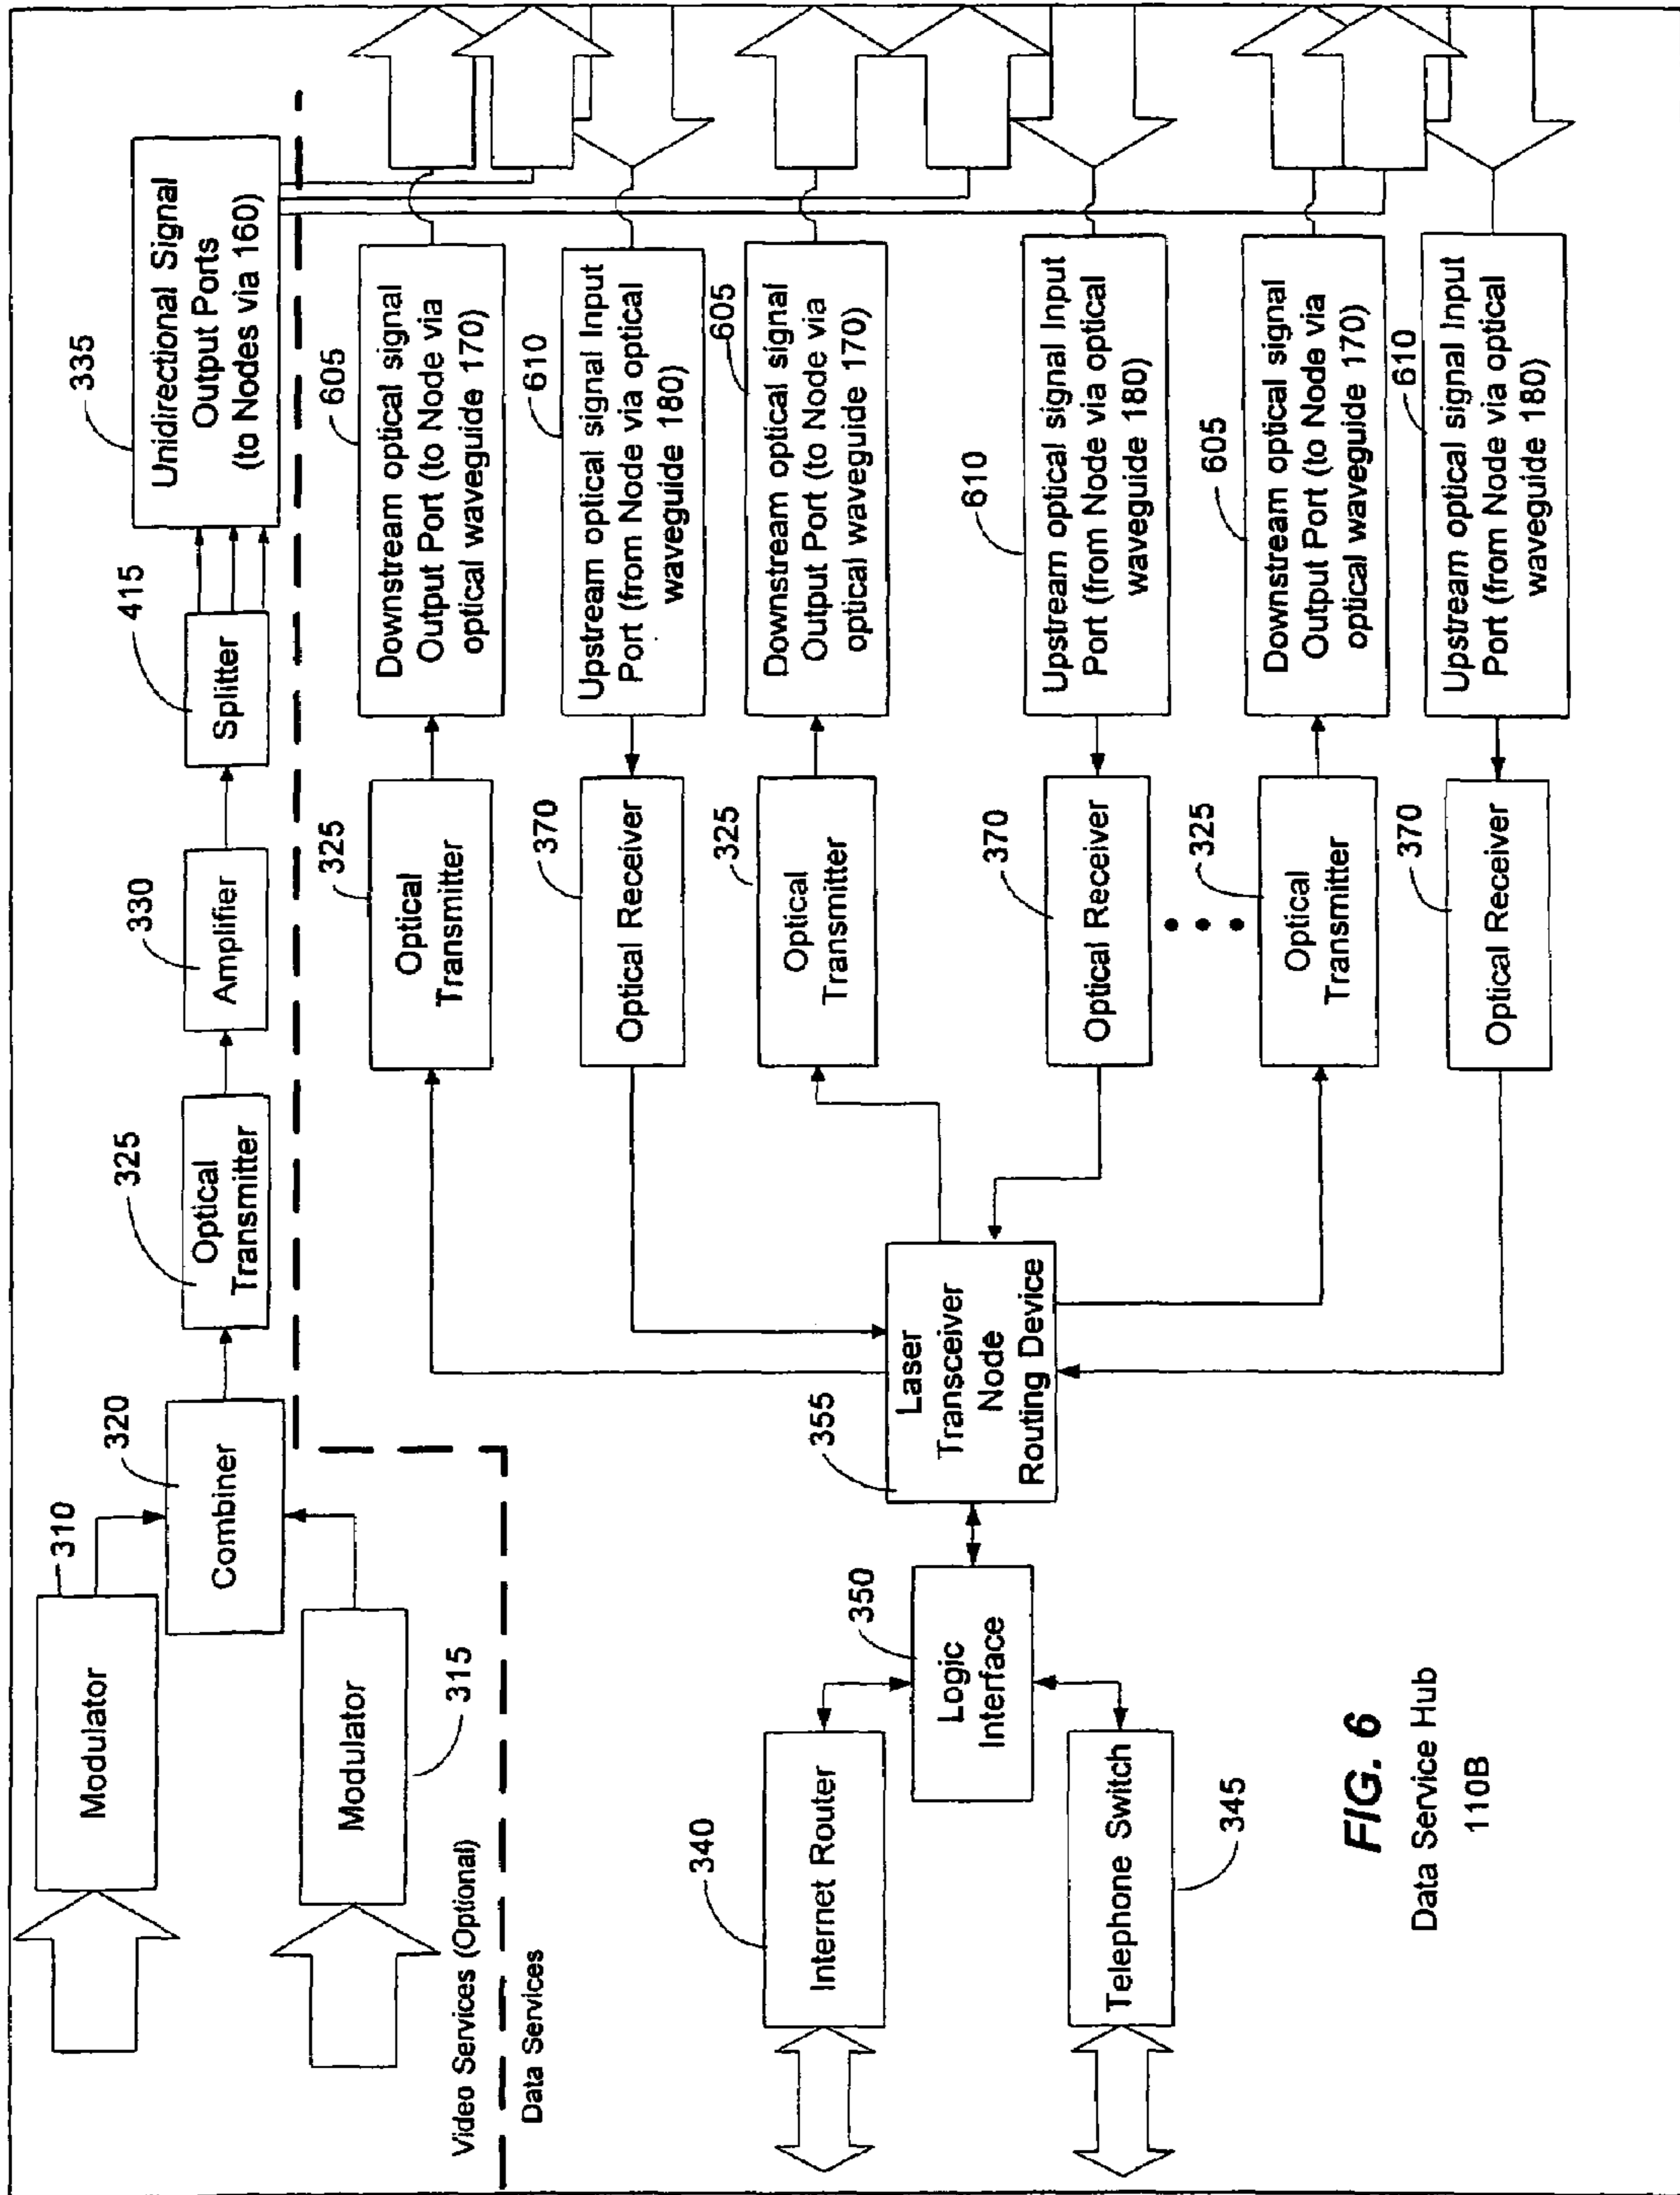 310
Modulator
320
Combiner
Modulator
315
325
Optical
Transmitter
330
Amplifier
415
Splitter
335
Unidirectional Signal
Output Ports
(to Nodes via 160)
Video Services (Optional)
Data Services
325
Optical
Transmitter
605
Downstream optical signal
Output Port (to Node via
optical waveguide 170)
370
Optical Receiver
610
Upstream optical signal Input
Port (from Node via optical
waveguide 180)
325
Optical
Transmitter
605
Downstream optical signal
Output Port (to Node via
optical waveguide 170)
340
Internet Router
350
Logic
Interface
355
Laser
Transceiver
Node
Routing Device
370
Optical Receiver
610
Upstream optical signal Input
Port (from Node via optical
waveguide 180)
345
Telephone Switch
325
Optical
Transmitter
605
Downstream optical signal
Output Port (to Node via
optical waveguide 170)
370
Optical Receiver
610
Upstream optical signal Input
Port (from Node via optical
waveguide 180)
FIG. 6
Data Service Hub
110B